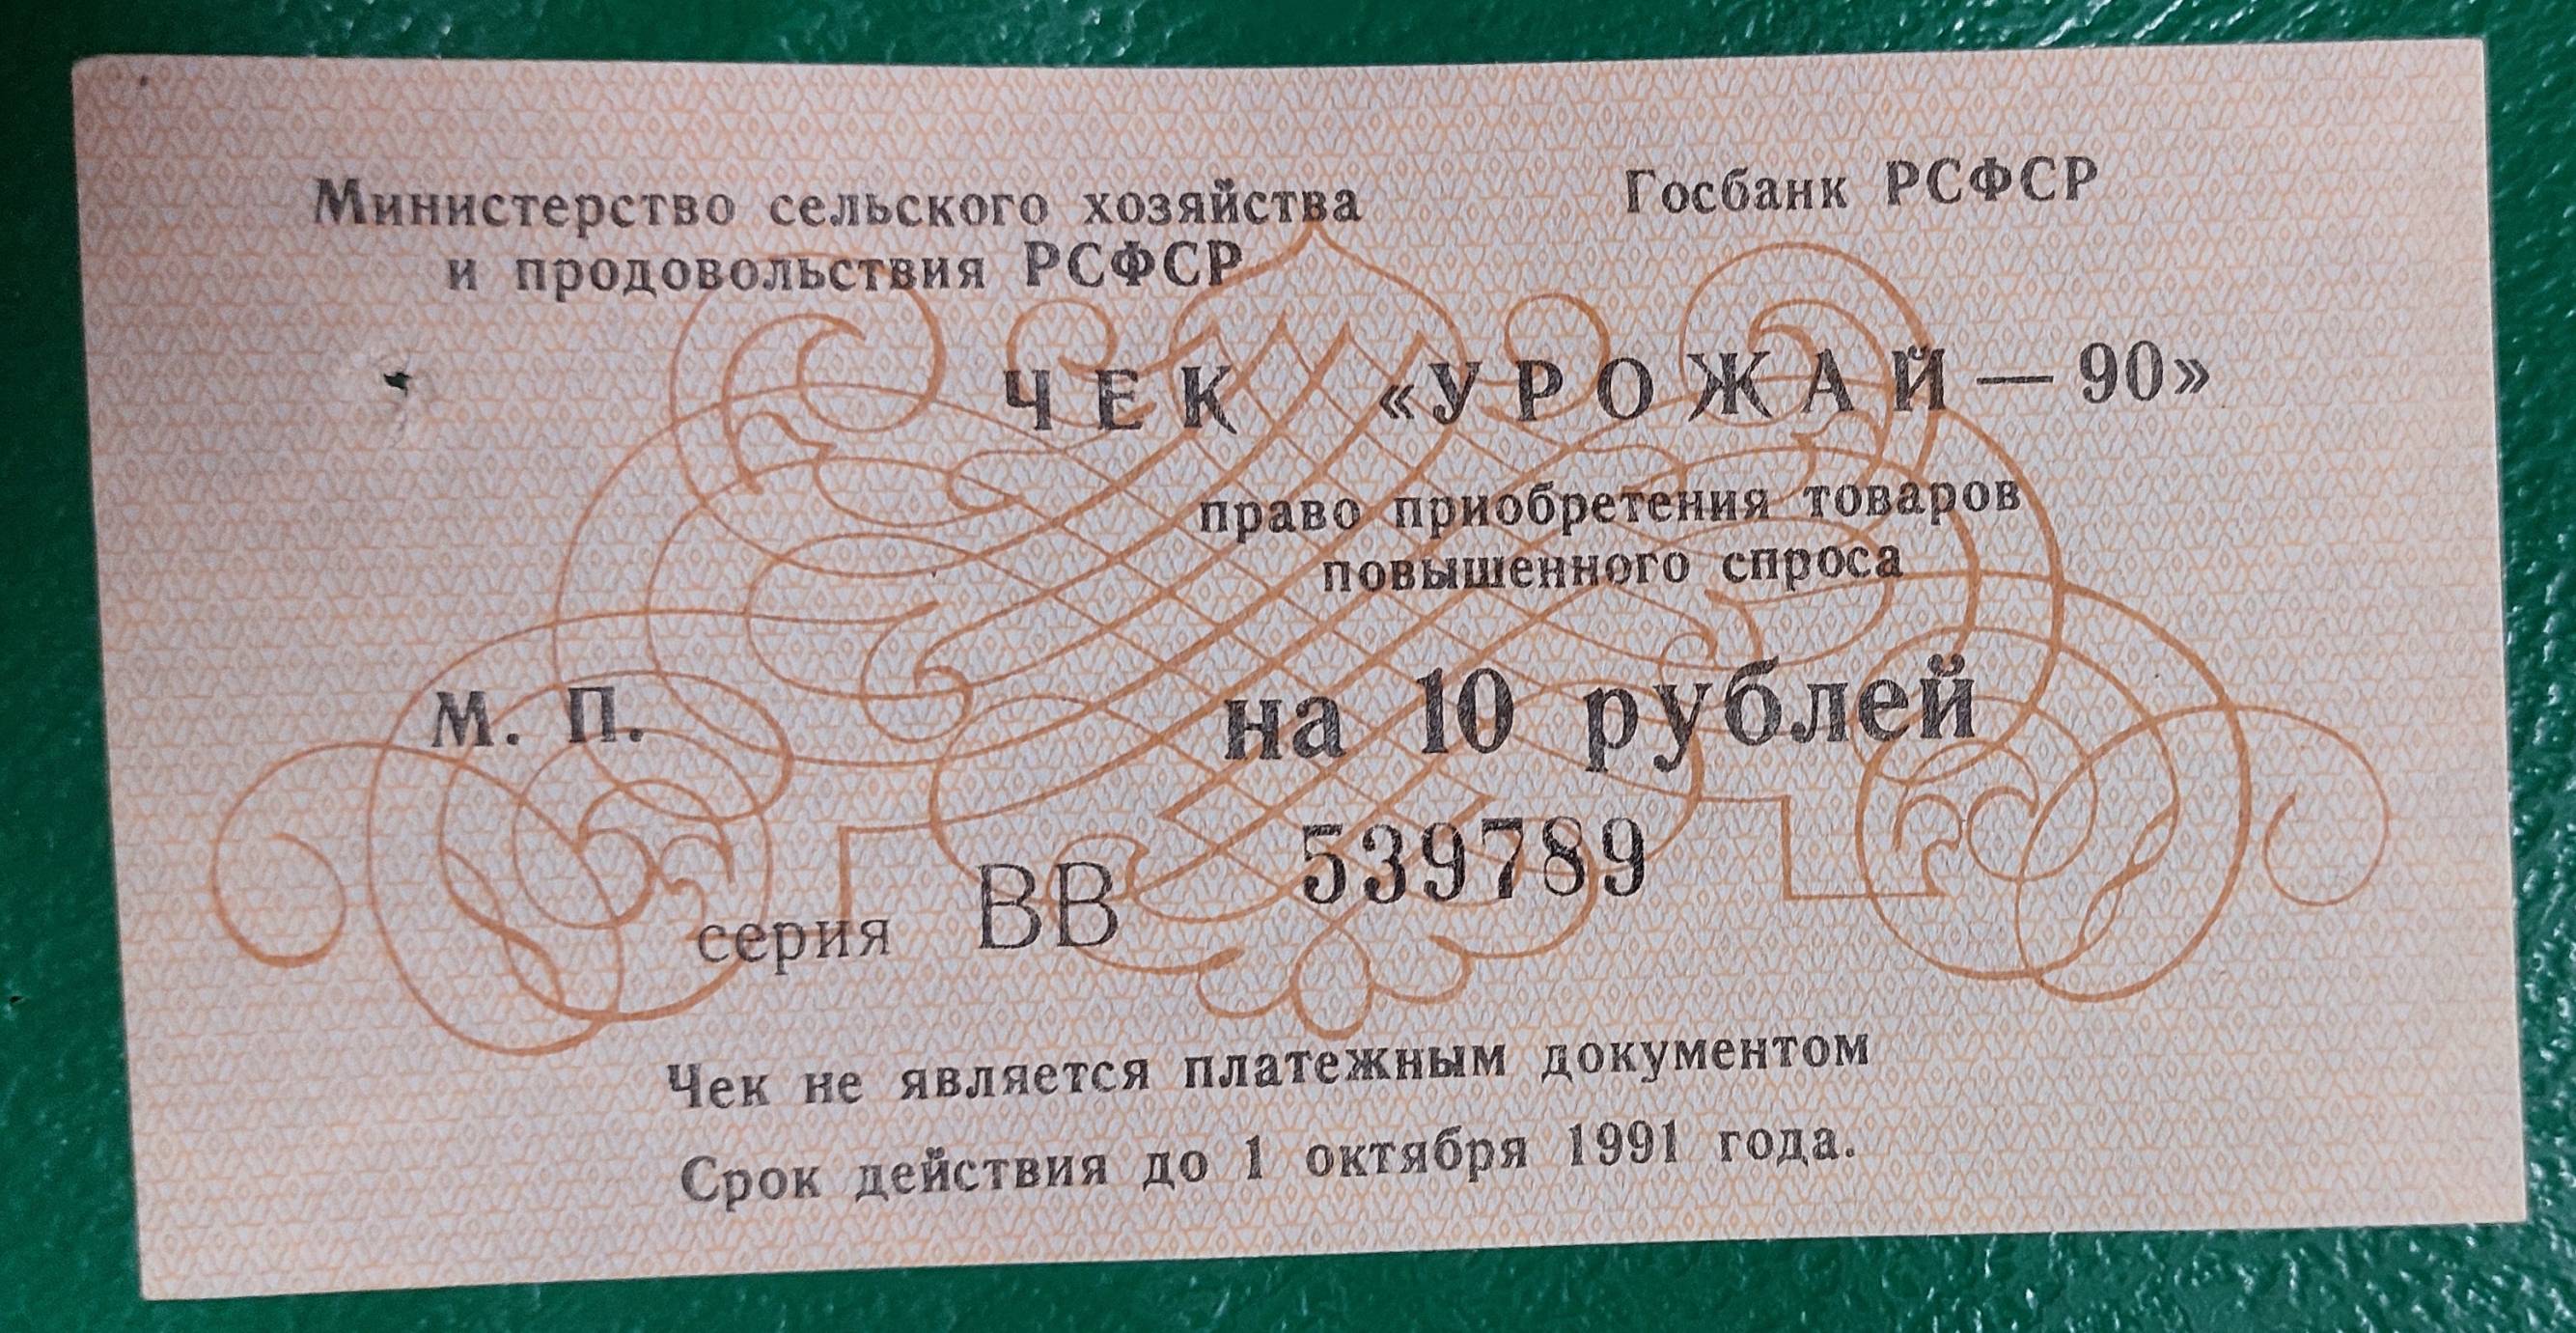 Министерство сельского хозяйства
и продовольствия РСФСР
Госбанк РСФСР
ЧЕК «УРОЖАЙ — 90»
право приобретения товаров
повышенного спроса
М. П.
на 10 рублей
серия ВВ 539789
Чек не является платежным документом
Срок действия до 1 октября 1991 года.